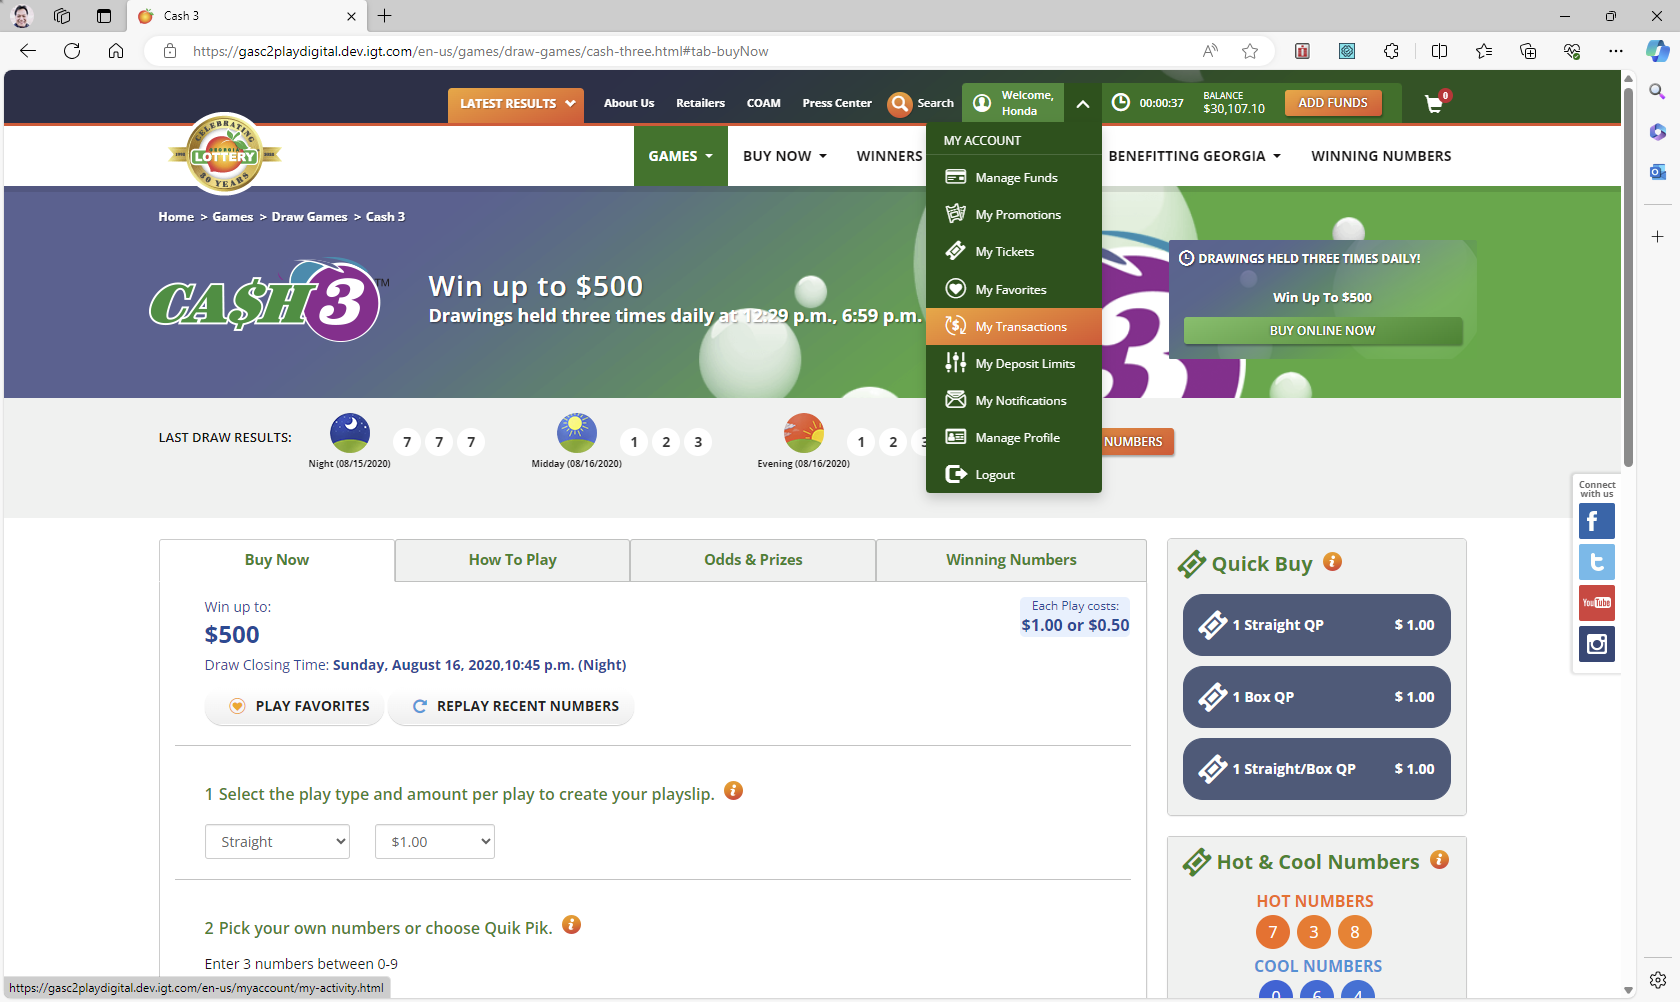 Cash 3
https://gasc2playdigital.dev.igt.com/en-us/games/draw-games/cash-three.html#tab-buyNow
LATEST RESULTS
About Us
Retailers
COAM
Press Center
Search
Welcome,
Honda
00:00:37
BALANCE
$30,107.10
ADD FUNDS
0
CELEBRATING
GEORGIA
LOTTERY
30 YEARS
GAMES
BUY NOW
WINNERS
BENEFITTING GEORGIA
WINNING NUMBERS
MY ACCOUNT
Manage Funds
My Promotions
My Tickets
My Favorites
My Transactions
My Deposit Limits
My Notifications
Manage Profile
Logout
Home > Games > Draw Games > Cash 3
CA$H 3 TM
Win up to $500
Drawings held three times daily at 12:29 p.m., 6:59 p.m.
3
DRAWINGS HELD THREE TIMES DAILY!
Win Up To $500
BUY ONLINE NOW
LAST DRAW RESULTS:
7 7 7
Night (08/15/2020)
1 2 3
Midday (08/16/2020)
1 2 3
Evening (08/16/2020)
NUMBERS
Connect
with us
f
t
YouTube
Buy Now
How To Play
Odds & Prizes
Winning Numbers
Win up to:
$500
Each Play costs:
$1.00 or $0.50
Draw Closing Time: Sunday, August 16, 2020,10:45 p.m. (Night)
PLAY FAVORITES
REPLAY RECENT NUMBERS
1 Select the play type and amount per play to create your playslip. i
Straight
$1.00
2 Pick your own numbers or choose Quik Pik. i
Enter 3 numbers between 0-9
Quick Buy i
1 Straight QP $ 1.00
1 Box QP $ 1.00
1 Straight/Box QP $ 1.00
Hot & Cool Numbers i
HOT NUMBERS
7 3 8
COOL NUMBERS
0 6 4
https://gasc2playdigital.dev.igt.com/en-us/myaccount/my-activity.html